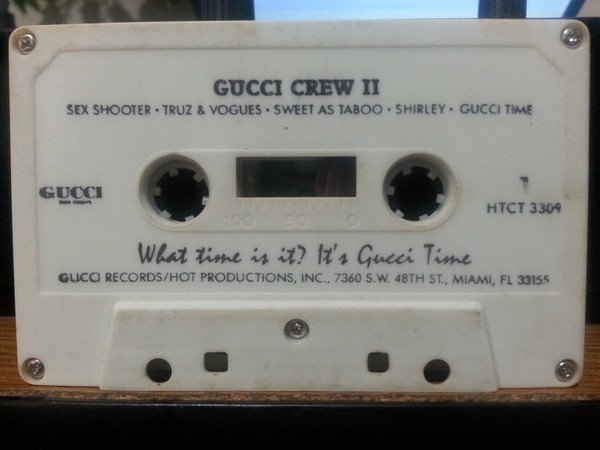 GUCCI CREW II
SEX SHOOTER • TRUZ & VOGUES • SWEET AS TABOO • SHIRLEY • GUCCI TIME
GUCCI
HTCT 3309
100 50 0
What time is it? It's Gucci Time
GUCCI RECORDS/HOT PRODUCTIONS, INC., 7360 S.W. 48TH ST., MIAMI, FL 33155